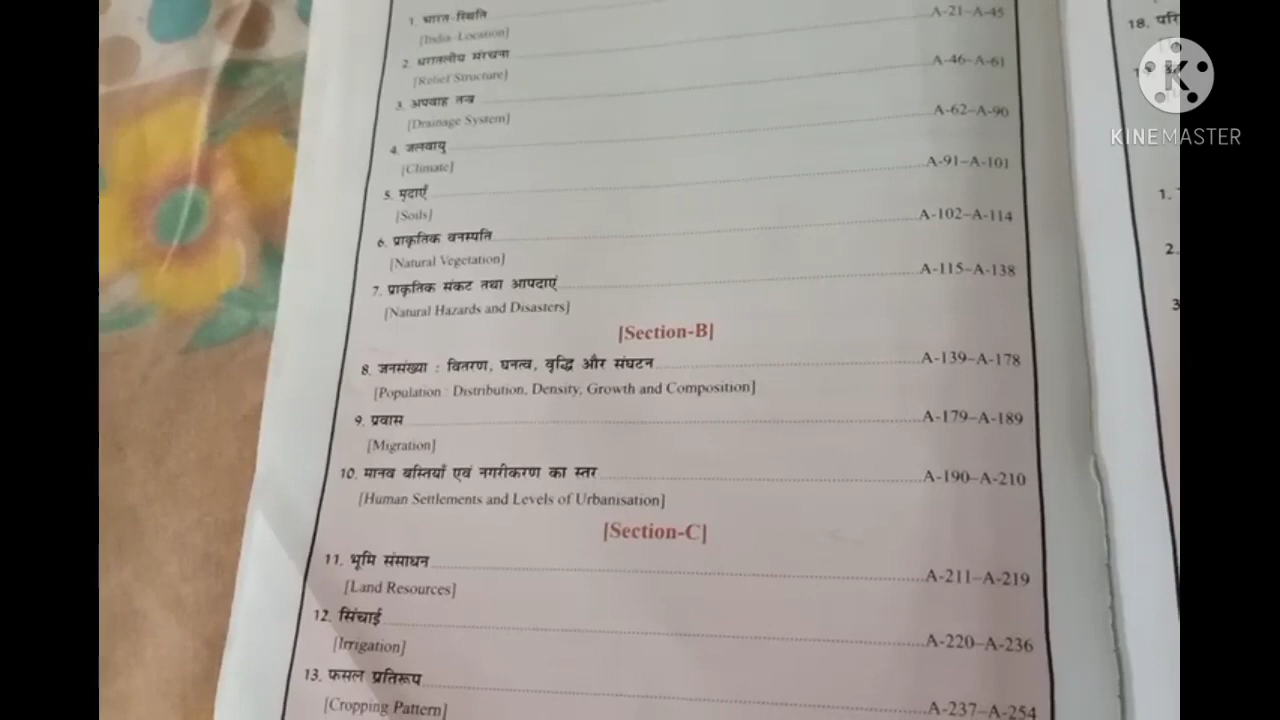 1. भारत-स्थिति A-21–A-45
[India-Location]
2. धरातलीय संरचना A-46–A-61
[Relief Structure]
3. अपवाह तन्त्र A-62–A-90
[Drainage System]
4. जलवायु A-91–A-101
[Climate]
5. मृदाएँ A-102–A-114
[Soils]
6. प्राकृतिक वनस्पति A-115–A-138
[Natural Vegetation]
7. प्राकृतिक संकट तथा आपदाएं
[Natural Hazards and Disasters]
[Section-B]
8. जनसंख्या : वितरण, घनत्व, वृद्धि और संघटन A-139–A-178
[Population : Distribution, Density, Growth and Composition]
9. प्रवास A-179–A-189
[Migration]
10. मानव बस्तियाँ एवं नगरीकरण का स्तर A-190–A-210
[Human Settlements and Levels of Urbanisation]
[Section-C]
11. भूमि संसाधन A-211–A-219
[Land Resources]
12. सिंचाई A-220–A-236
[Irrigation]
13. फसल प्रतिरूप A-237–A-254
[Cropping Pattern]
18. परि
1.
2.
3
K
KINEMASTER